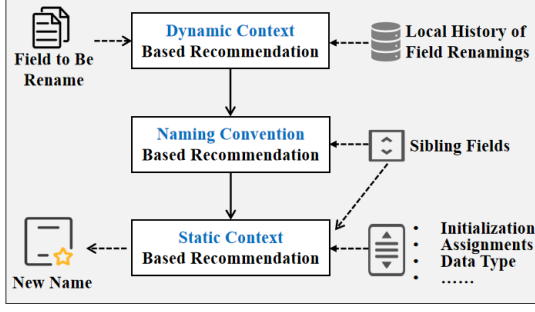 Dynamic Context
Based Recommendation
Field to Be
Rename
Local History of
Field Renamings
Naming Convention
Based Recommendation
Sibling Fields
Static Context
Based Recommendation
New Name
• Initialization
• Assignments
• Data Type
• ……